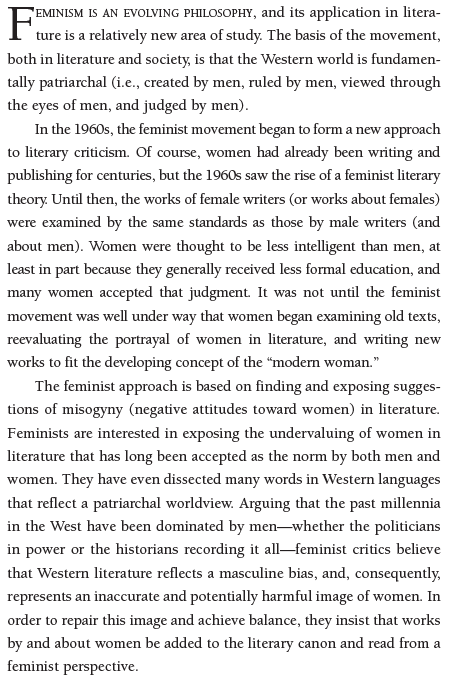 FEMINISM IS AN EVOLVING PHILOSOPHY, and its application in litera-
ture is a relatively new area of study. The basis of the movement,
both in literature and society, is that the Western world is fundamen-
tally patriarchal (i.e., created by men, ruled by men, viewed through
the eyes of men, and judged by men).
In the 1960s, the feminist movement began to form a new approach
to literary criticism. Of course, women had already been writing and
publishing for centuries, but the 1960s saw the rise of a feminist literary
theory. Until then, the works of female writers (or works about females)
were examined by the same standards as those by male writers (and
about men). Women were thought to be less intelligent than men, at
least in part because they generally received less formal education, and
many women accepted that judgment. It was not until the feminist
movement was well under way that women began examining old texts,
reevaluating the portrayal of women in literature, and writing new
works to fit the developing concept of the “modern woman.”
The feminist approach is based on finding and exposing sugges-
tions of misogyny (negative attitudes toward women) in literature.
Feminists are interested in exposing the undervaluing of women in
literature that has long been accepted as the norm by both men and
women. They have even dissected many words in Western languages
that reflect a patriarchal worldview. Arguing that the past millennia
in the West have been dominated by men—whether the politicians
in power or the historians recording it all—feminist critics believe
that Western literature reflects a masculine bias, and, consequently,
represents an inaccurate and potentially harmful image of women. In
order to repair this image and achieve balance, they insist that works
by and about women be added to the literary canon and read from a
feminist perspective.